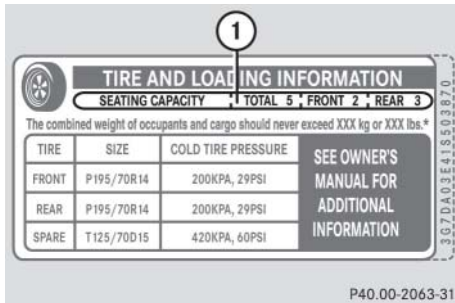 1
TIRE AND LOADING INFORMATION
SEATING CAPACITY TOTAL 5 FRONT 2 REAR 3
The combined weight of occupants and cargo should never exceed XXX kg or XXX lbs.*
TIRE SIZE COLD TIRE PRESSURE
SEE OWNER'S
MANUAL FOR
ADDITIONAL
INFORMATION
FRONT P195/70R14 200KPA, 29PSI
REAR P195/70R14 200KPA, 29PSI
SPARE T125/70D15 420KPA, 60PSI
3G7DA03E41S503870
P40.00-2063-31